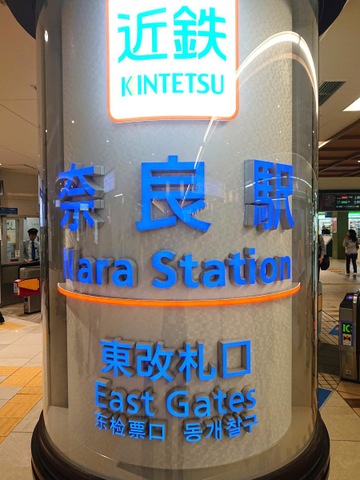 近鉄
KINTETSU
奈良駅
Nara Station
東改札口
East Gates
东检票口 동개찰구